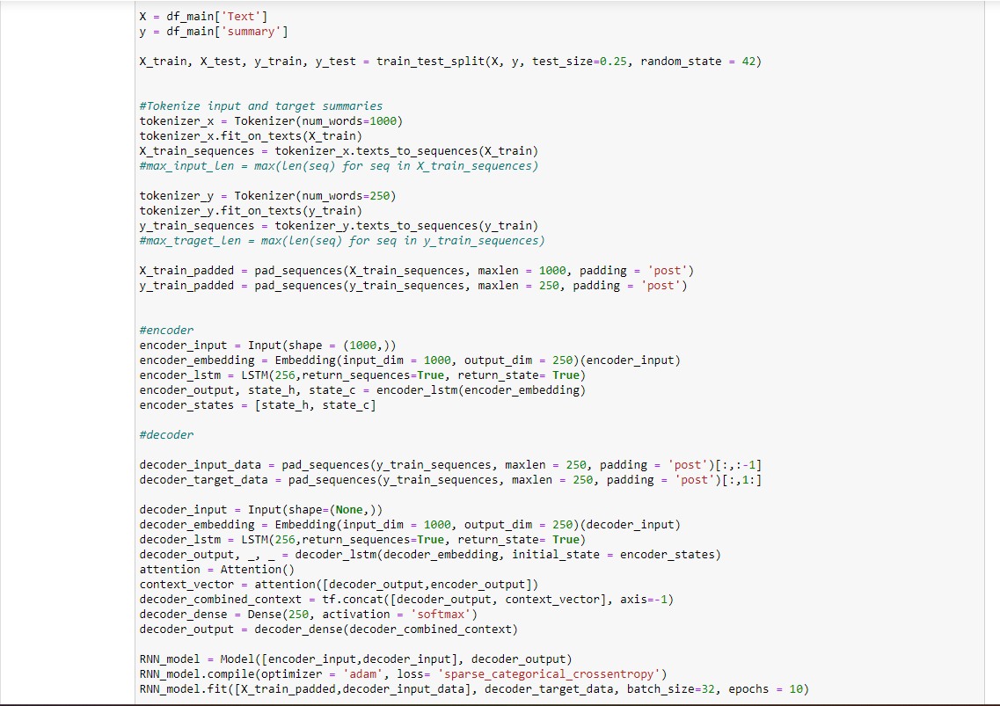 X = df_main['Text']
y = df_main['summary']
X_train, X_test, y_train, y_test = train_test_split(X, y, test_size=0.25, random_state = 42)
#Tokenize input and target summaries
tokenizer_x = Tokenizer(num_words=1000)
tokenizer_x.fit_on_texts(X_train)
X_train_sequences = tokenizer_x.texts_to_sequences(X_train)
#max_input_len = max(len(seq) for seq in X_train_sequences)
tokenizer_y = Tokenizer(num_words=250)
tokenizer_y.fit_on_texts(y_train)
y_train_sequences = tokenizer_y.texts_to_sequences(y_train)
#max_traget_len = max(len(seq) for seq in y_train_sequences)
X_train_padded = pad_sequences(X_train_sequences, maxlen = 1000, padding = 'post')
y_train_padded = pad_sequences(y_train_sequences, maxlen = 250, padding = 'post')
#encoder
encoder_input = Input(shape = (1000,))
encoder_embedding = Embedding(input_dim = 1000, output_dim = 250)(encoder_input)
encoder_lstm = LSTM(256,return_sequences=True, return_state= True)
encoder_output, state_h, state_c = encoder_lstm(encoder_embedding)
encoder_states = [state_h, state_c]
#decoder
decoder_input_data = pad_sequences(y_train_sequences, maxlen = 250, padding = 'post')[:,:-1]
decoder_target_data = pad_sequences(y_train_sequences, maxlen = 250, padding = 'post')[:,1:]
decoder_input = Input(shape=(None,))
decoder_embedding = Embedding(input_dim = 1000, output_dim = 250)(decoder_input)
decoder_lstm = LSTM(256,return_sequences=True, return_state= True)
decoder_output, _, _ = decoder_lstm(decoder_embedding, initial_state = encoder_states)
attention = Attention()
context_vector = attention([decoder_output,encoder_output])
decoder_combined_context = tf.concat([decoder_output, context_vector], axis=-1)
decoder_dense = Dense(250, activation = 'softmax')
decoder_output = decoder_dense(decoder_combined_context)
RNN_model = Model([encoder_input,decoder_input], decoder_output)
RNN_model.compile(optimizer = 'adam', loss= 'sparse_categorical_crossentropy')
RNN_model.fit([X_train_padded,decoder_input_data], decoder_target_data, batch_size=32, epochs = 10)